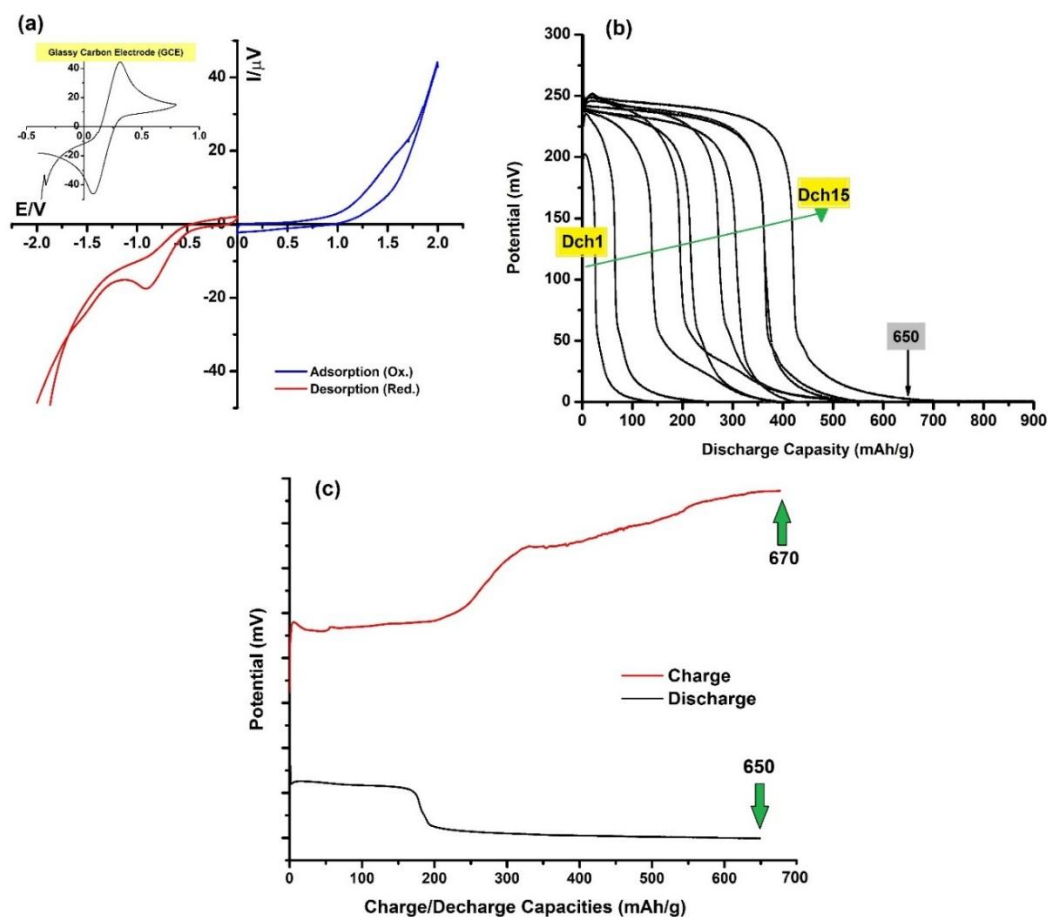 (a)
Glassy Carbon Electrode (GCE)
40
20
0
-20
-40
-0.5 0.0 0.5 1.0
I/µV
E/V
40
20
0
-20
-40
-2.0 -1.5 -1.0 -0.5 0.0 0.5 1.0 1.5 2.0
Adsorption (Ox.)
Desorption (Red.)
(b)
Potential (mV)
300
250
200
150
100
50
0
Dch1
Dch15
650
0 100 200 300 400 500 600 700 800 900
Discharge Capasity (mAh/g)
(c)
Potential (mV)
670
Charge
Discharge
650
0 100 200 300 400 500 600 700
Charge/Decharge Capacities (mAh/g)